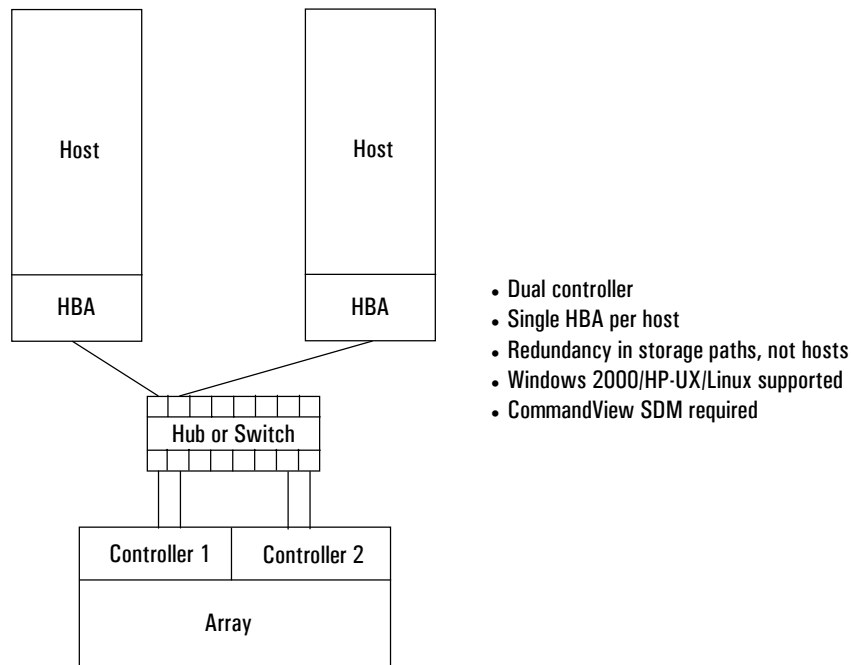 Host
Host
HBA
HBA
• Dual controller
• Single HBA per host
• Redundancy in storage paths, not hosts
• Windows 2000/HP-UX/Linux supported
• CommandView SDM required
Hub or Switch
Controller 1
Controller 2
Array